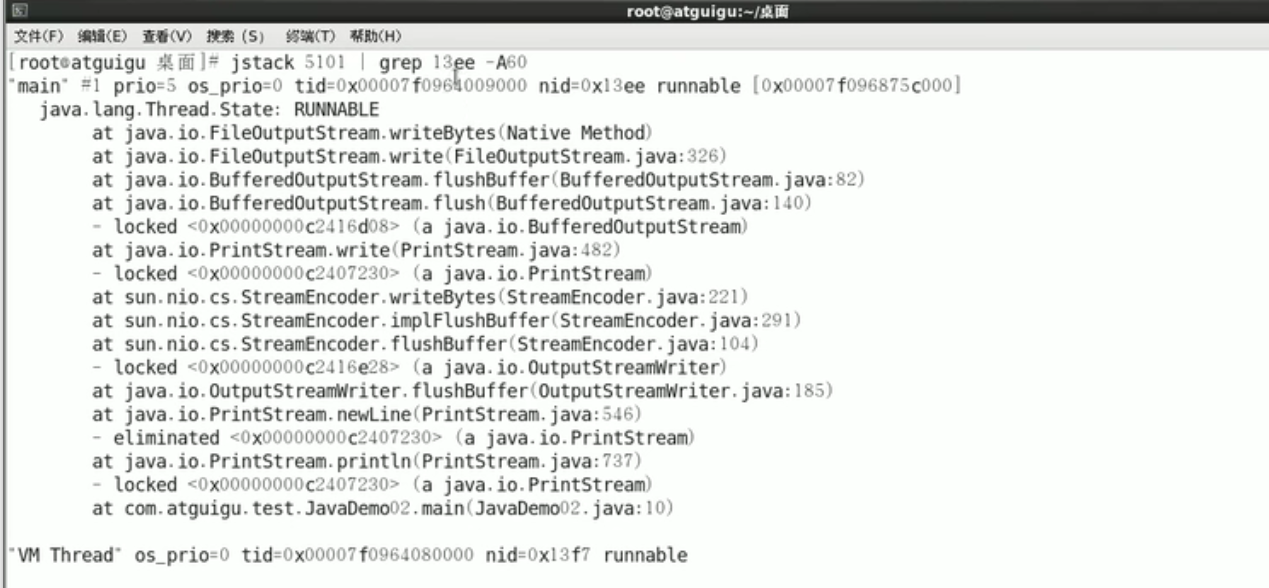 root@atguigu:~/桌面
文件(F) 编辑(E) 查看(V) 搜索 (S) 终端(T) 帮助(H)
[root@atguigu 桌面]# jstack 5101 | grep 13ee -A60
"main" #1 prio=5 os_prio=0 tid=0x00007f0964009000 nid=0x13ee runnable [0x00007f096875c000]
java.lang.Thread.State: RUNNABLE
at java.io.FileOutputStream.writeBytes(Native Method)
at java.io.FileOutputStream.write(FileOutputStream.java:326)
at java.io.BufferedOutputStream.flushBuffer(BufferedOutputStream.java:82)
at java.io.BufferedOutputStream.flush(BufferedOutputStream.java:140)
- locked <0x00000000c2416d08> (a java.io.BufferedOutputStream)
at java.io.PrintStream.write(PrintStream.java:482)
- locked <0x00000000c2407230> (a java.io.PrintStream)
at sun.nio.cs.StreamEncoder.writeBytes(StreamEncoder.java:221)
at sun.nio.cs.StreamEncoder.implFlushBuffer(StreamEncoder.java:291)
at sun.nio.cs.StreamEncoder.flushBuffer(StreamEncoder.java:104)
- locked <0x00000000c2416e28> (a java.io.OutputStreamWriter)
at java.io.OutputStreamWriter.flushBuffer(OutputStreamWriter.java:185)
at java.io.PrintStream.newLine(PrintStream.java:546)
- eliminated <0x00000000c2407230> (a java.io.PrintStream)
at java.io.PrintStream.println(PrintStream.java:737)
- locked <0x00000000c2407230> (a java.io.PrintStream)
at com.atguigu.test.JavaDemo02.main(JavaDemo02.java:10)
"VM Thread" os_prio=0 tid=0x00007f0964080000 nid=0x13f7 runnable